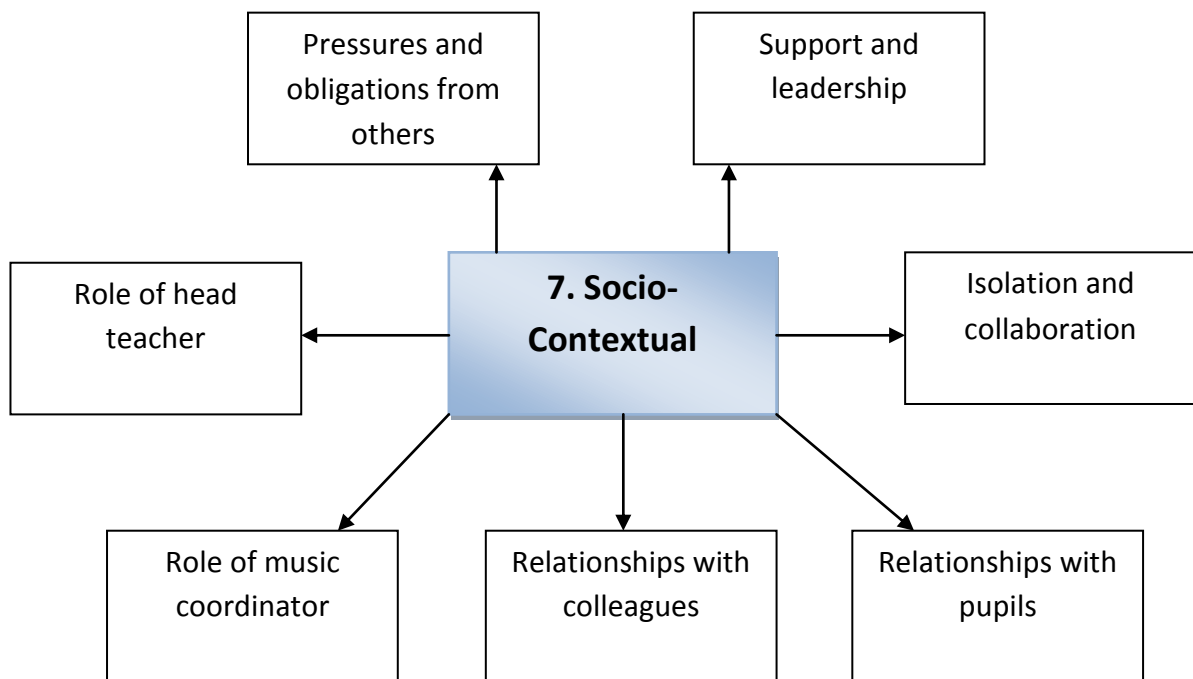 Pressures and
obligations from
others
Support and
leadership
Role of head
teacher
7. Socio-
Contextual
Isolation and
collaboration
Role of music
coordinator
Relationships with
colleagues
Relationships with
pupils